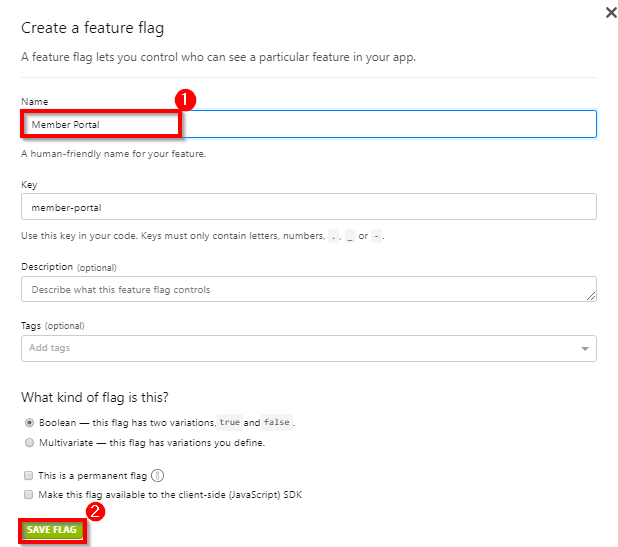 Create a feature flag
A feature flag lets you control who can see a particular feature in your app.
Name
1
Member Portal
A human-friendly name for your feature.
Key
member-portal
Use this key in your code. Keys must only contain letters, numbers, ., _ or -.
Description (optional)
Describe what this feature flag controls
Tags (optional)
Add tags
What kind of flag is this?
Boolean — this flag has two variations, true and false.
Multivariate — this flag has variations you define.
This is a permanent flag
Make this flag available to the client-side (JavaScript) SDK
2
SAVE FLAG